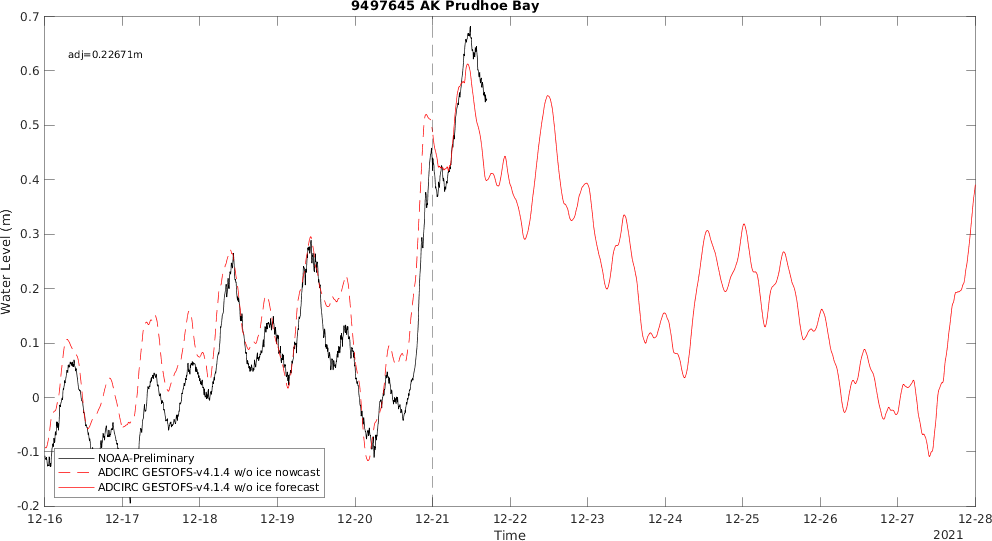 9497645 AK Prudhoe Bay
adj=0.22671m
Water Level (m)
0.7
0.6
0.5
0.4
0.3
0.2
0.1
0
-0.1
-0.2
NOAA-Preliminary
ADCIRC GESTOFS-v4.1.4 w/o ice nowcast
ADCIRC GESTOFS-v4.1.4 w/o ice forecast
12-16 12-17 12-18 12-19 12-20 12-21 12-22 12-23 12-24 12-25 12-26 12-27 12-28
Time
2021